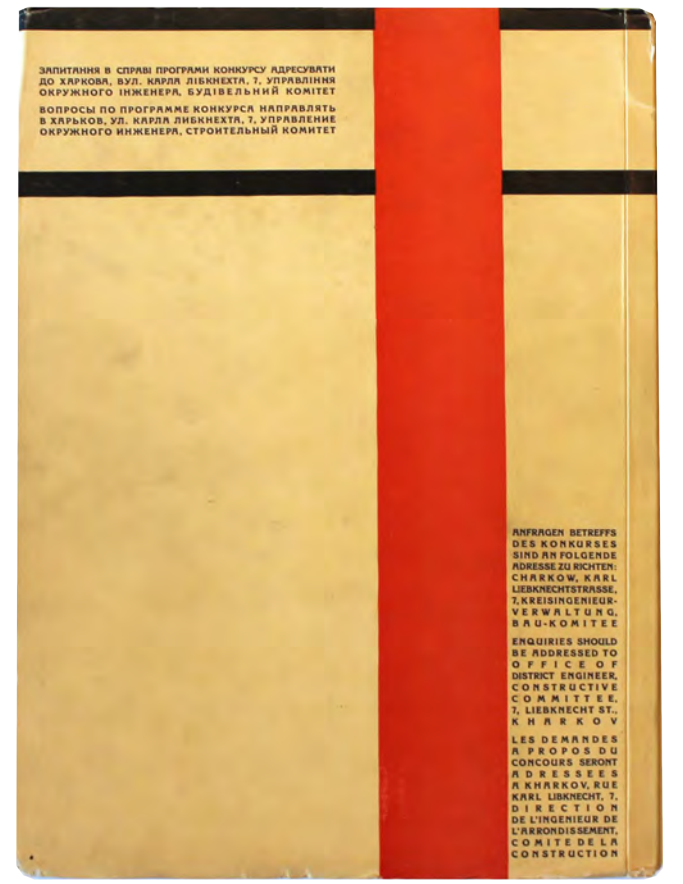 ЗАПИТАННЯ В СПРАВІ ПРОГРАМИ КОНКУРСУ АДРЕСУВАТИ
ДО ХАРКОВА, ВУЛ. КАРЛА ЛІБКНЕХТА, 7, УПРАВЛІННЯ
ОКРУЖНОГО ІНЖЕНЕРА, БУДІВЕЛЬНИЙ КОМІТЕТ
ВОПРОСЫ ПО ПРОГРАММЕ КОНКУРСА НАПРАВЛЯТЬ
В ХАРЬКОВ, УЛ. КАРЛА ЛИБКНЕХТА, 7, УПРАВЛЕНИЕ
ОКРУЖНОГО ИНЖЕНЕРА, СТРОИТЕЛЬНЫЙ КОМИТЕТ
ANFRAGEN BETREFFS
DES KONKURSES
SIND AN FOLGENDE
ADRESSE ZU RICHTEN:
CHARKOW, KARL
LIEBKNECHTSTRASSE,
7, KREISINGENIEUR-
VERWALTUNG,
BAU-KOMITEE
ENQUIRIES SHOULD
BE ADDRESSED TO
OFFICE OF
DISTRICT ENGINEER,
CONSTRUCTIVE
COMMITTEE,
7, LIEBKNECHT ST.,
KHARKOV
LES DEMANDES
A PROPOS DU
CONCOURS SERONT
ADRESSEES
A KHARKOV, RUE
KARL LIBKNECHT, 7,
DIRECTION
DE L'INGENIEUR DE
L'ARRONDISSEMENT,
COMITE DE LA
CONSTRUCTION